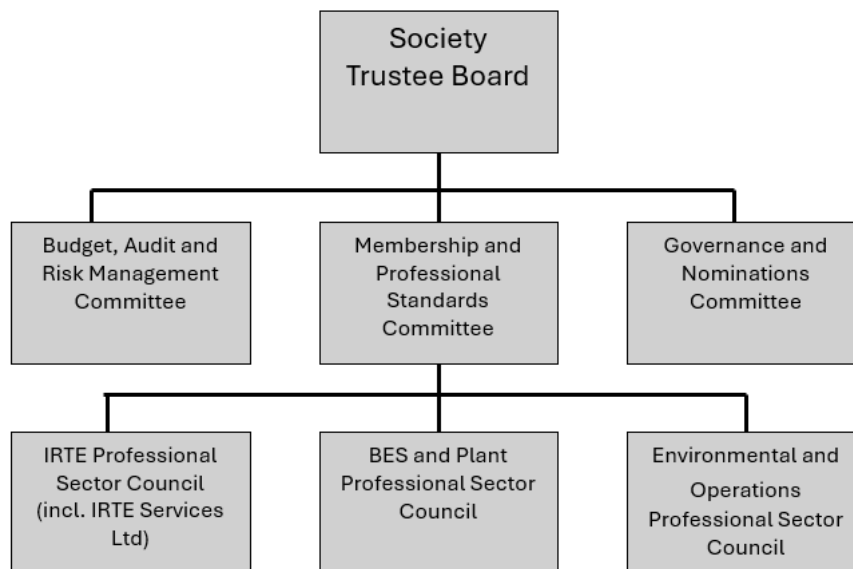 Society
Trustee Board
Budget, Audit and
Risk Management
Committee
Membership and
Professional
Standards
Committee
Governance and
Nominations
Committee
IRTE Professional
Sector Council
(incl. IRTE Services
Ltd)
BES and Plant
Professional Sector
Council
Environmental and
Operations
Professional Sector
Council